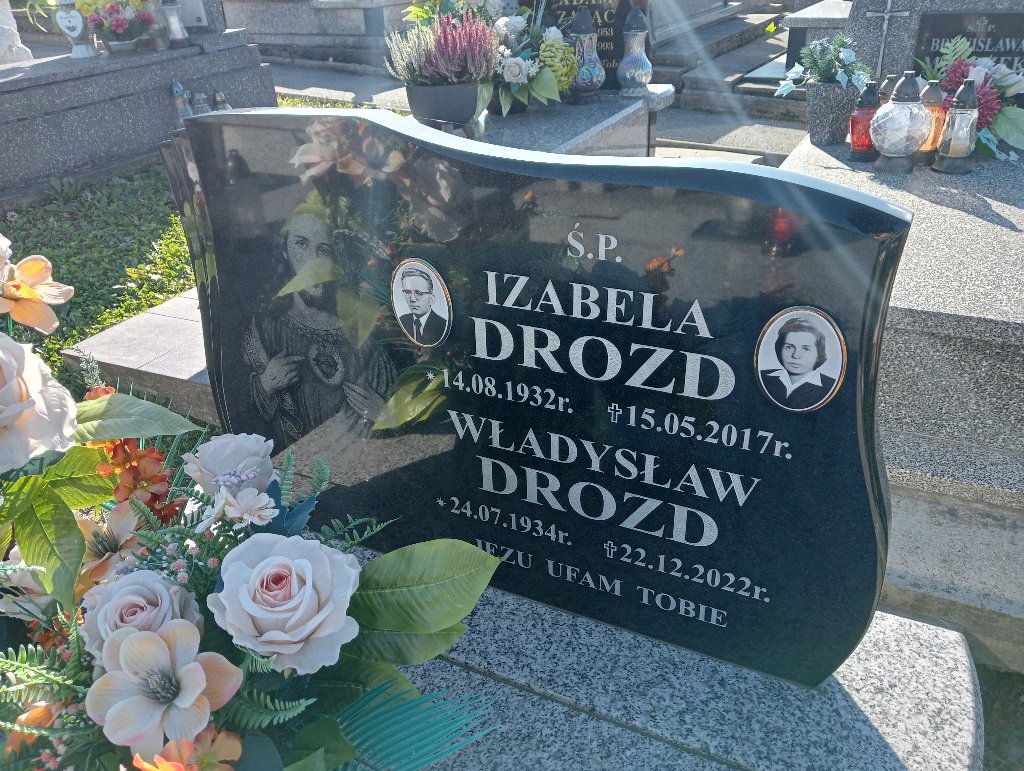 Ś.P.
IZABELA
DROZD
*14.08.1932r. ✝15.05.2017r.
WŁADYSŁAW
DROZD
*24.07.1934r. ✝22.12.2022r.
JEZU UFAM TOBIE
ADAM
Ś.P.